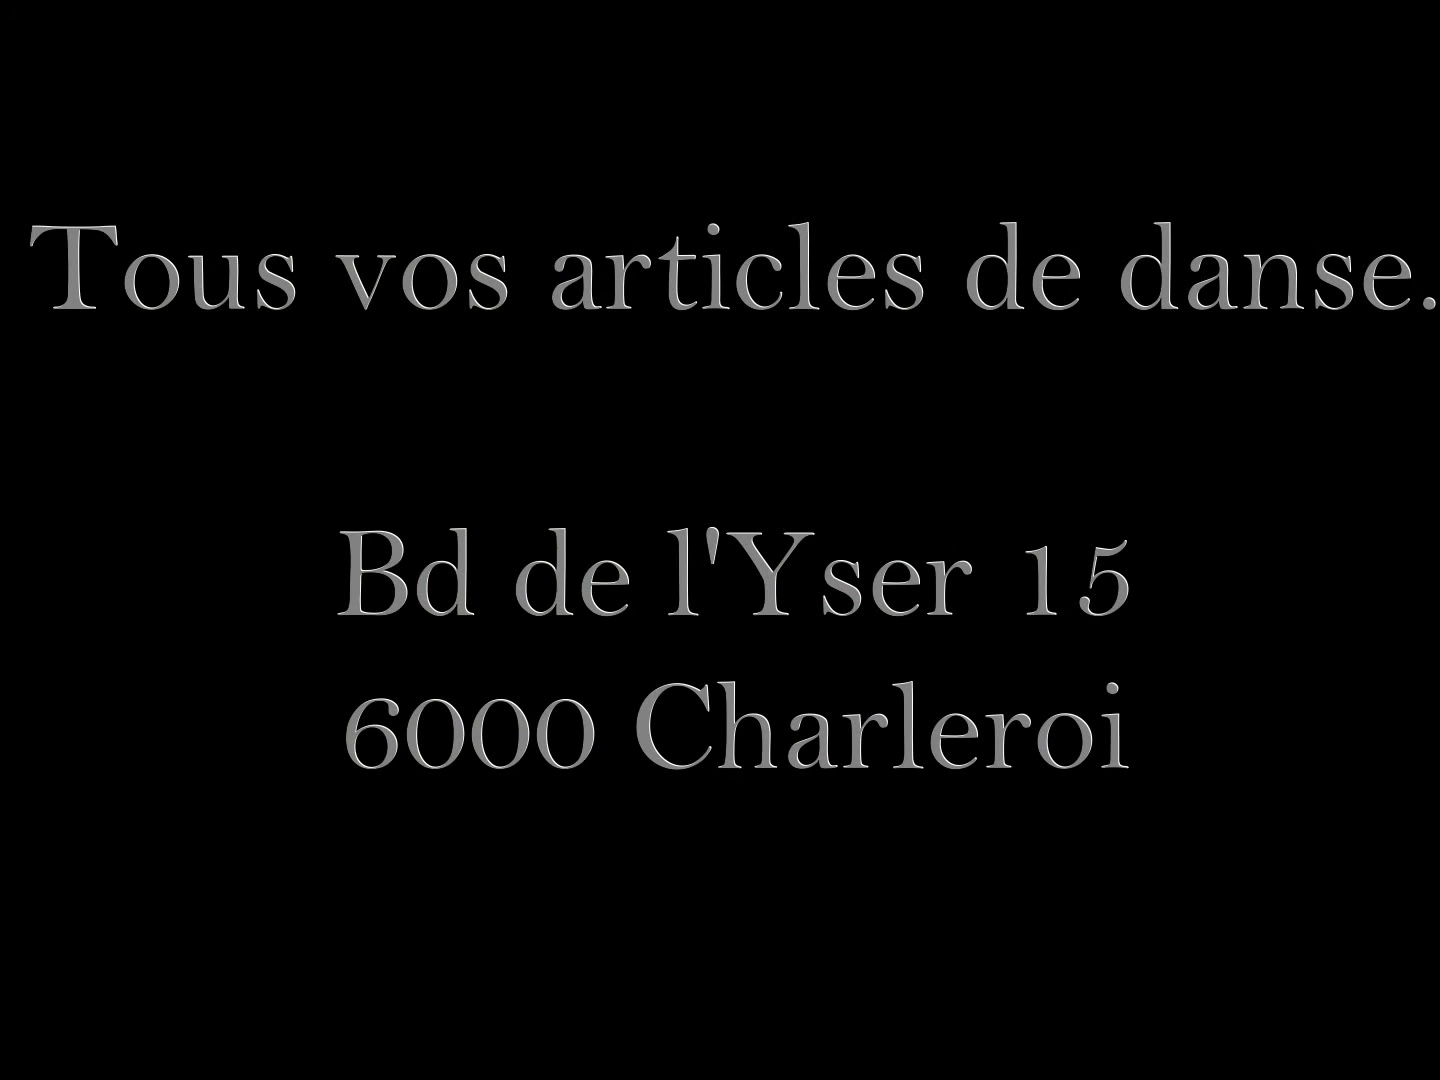 Tous vos articles de danse.
Bd de l'Yser 15
6000 Charleroi